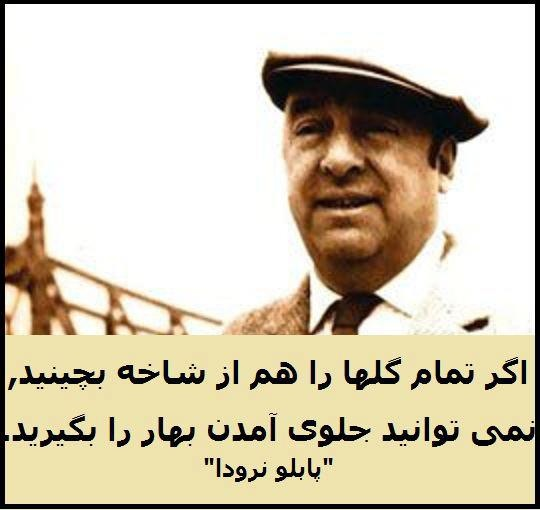 اگر تمام گلها را هم از شاخه بچینید,
نمی توانید جلوی آمدن بهار را بگیرید.
"پابلو نرودا"